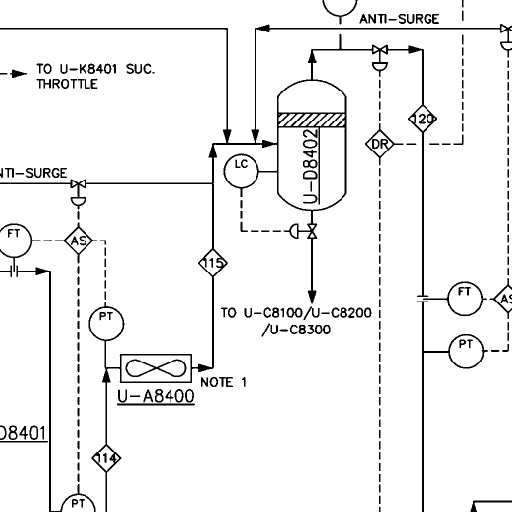 ANTI-SURGE
TO U-K8401 SUC.
THROTTLE
120
DR
U-D8402
LC
NTI-SURGE
FT
AS
115
TO U-C8100/U-C8200
/U-C8300
FT
AS
PT
PT
NOTE 1
U-A8400
D8401
114
PT